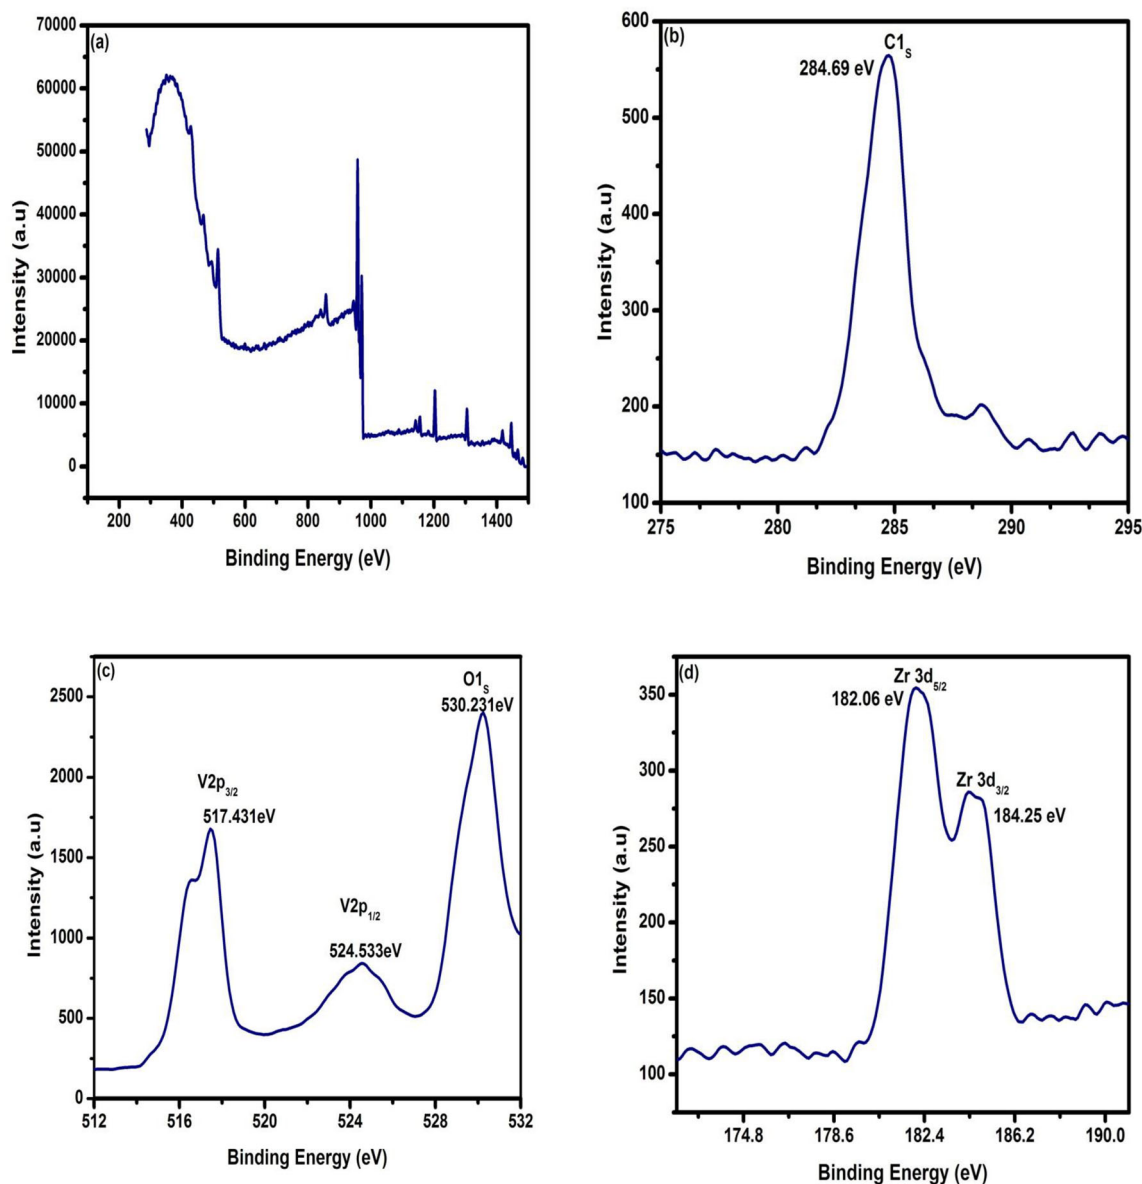 (a)
70000
60000
50000
40000
30000
20000
10000
0
Intensity (a.u)
200 400 600 800 1000 1200 1400
Binding Energy (eV)
(b)
C1s
284.69 eV
600
500
400
300
200
100
Intensity (a.u)
275 280 285 290 295
Binding Energy (eV)
(c)
O1s
530.231eV
V2p3/2
517.431eV
V2p1/2
524.533eV
2500
2000
1500
1000
500
0
Intensity (a.u)
512 516 520 524 528 532
Binding Energy (eV)
(d)
Zr 3d5/2
182.06 eV
Zr 3d3/2
184.25 eV
350
300
250
200
150
100
Intensity (a.u)
174.8 178.6 182.4 186.2 190.0
Binding Energy (eV)